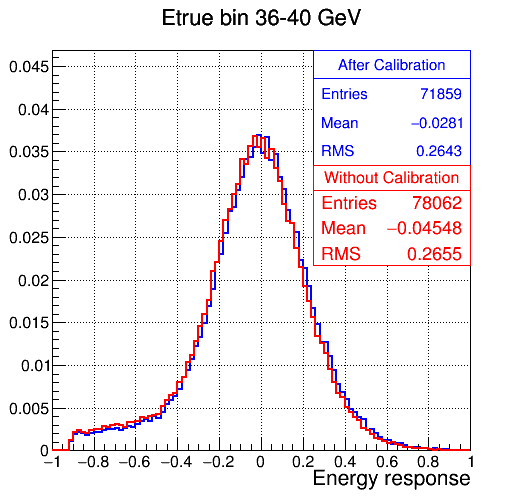 Etrue bin 36-40 GeV
After Calibration
Entries 71859
Mean −0.0281
RMS 0.2643
Without Calibration
Entries 78062
Mean −0.04548
RMS 0.2655
0.045
0.04
0.035
0.03
0.025
0.02
0.015
0.01
0.005
0
−1 −0.8 −0.6 −0.4 −0.2 0 0.2 0.4 0.6 0.8 1
Energy response